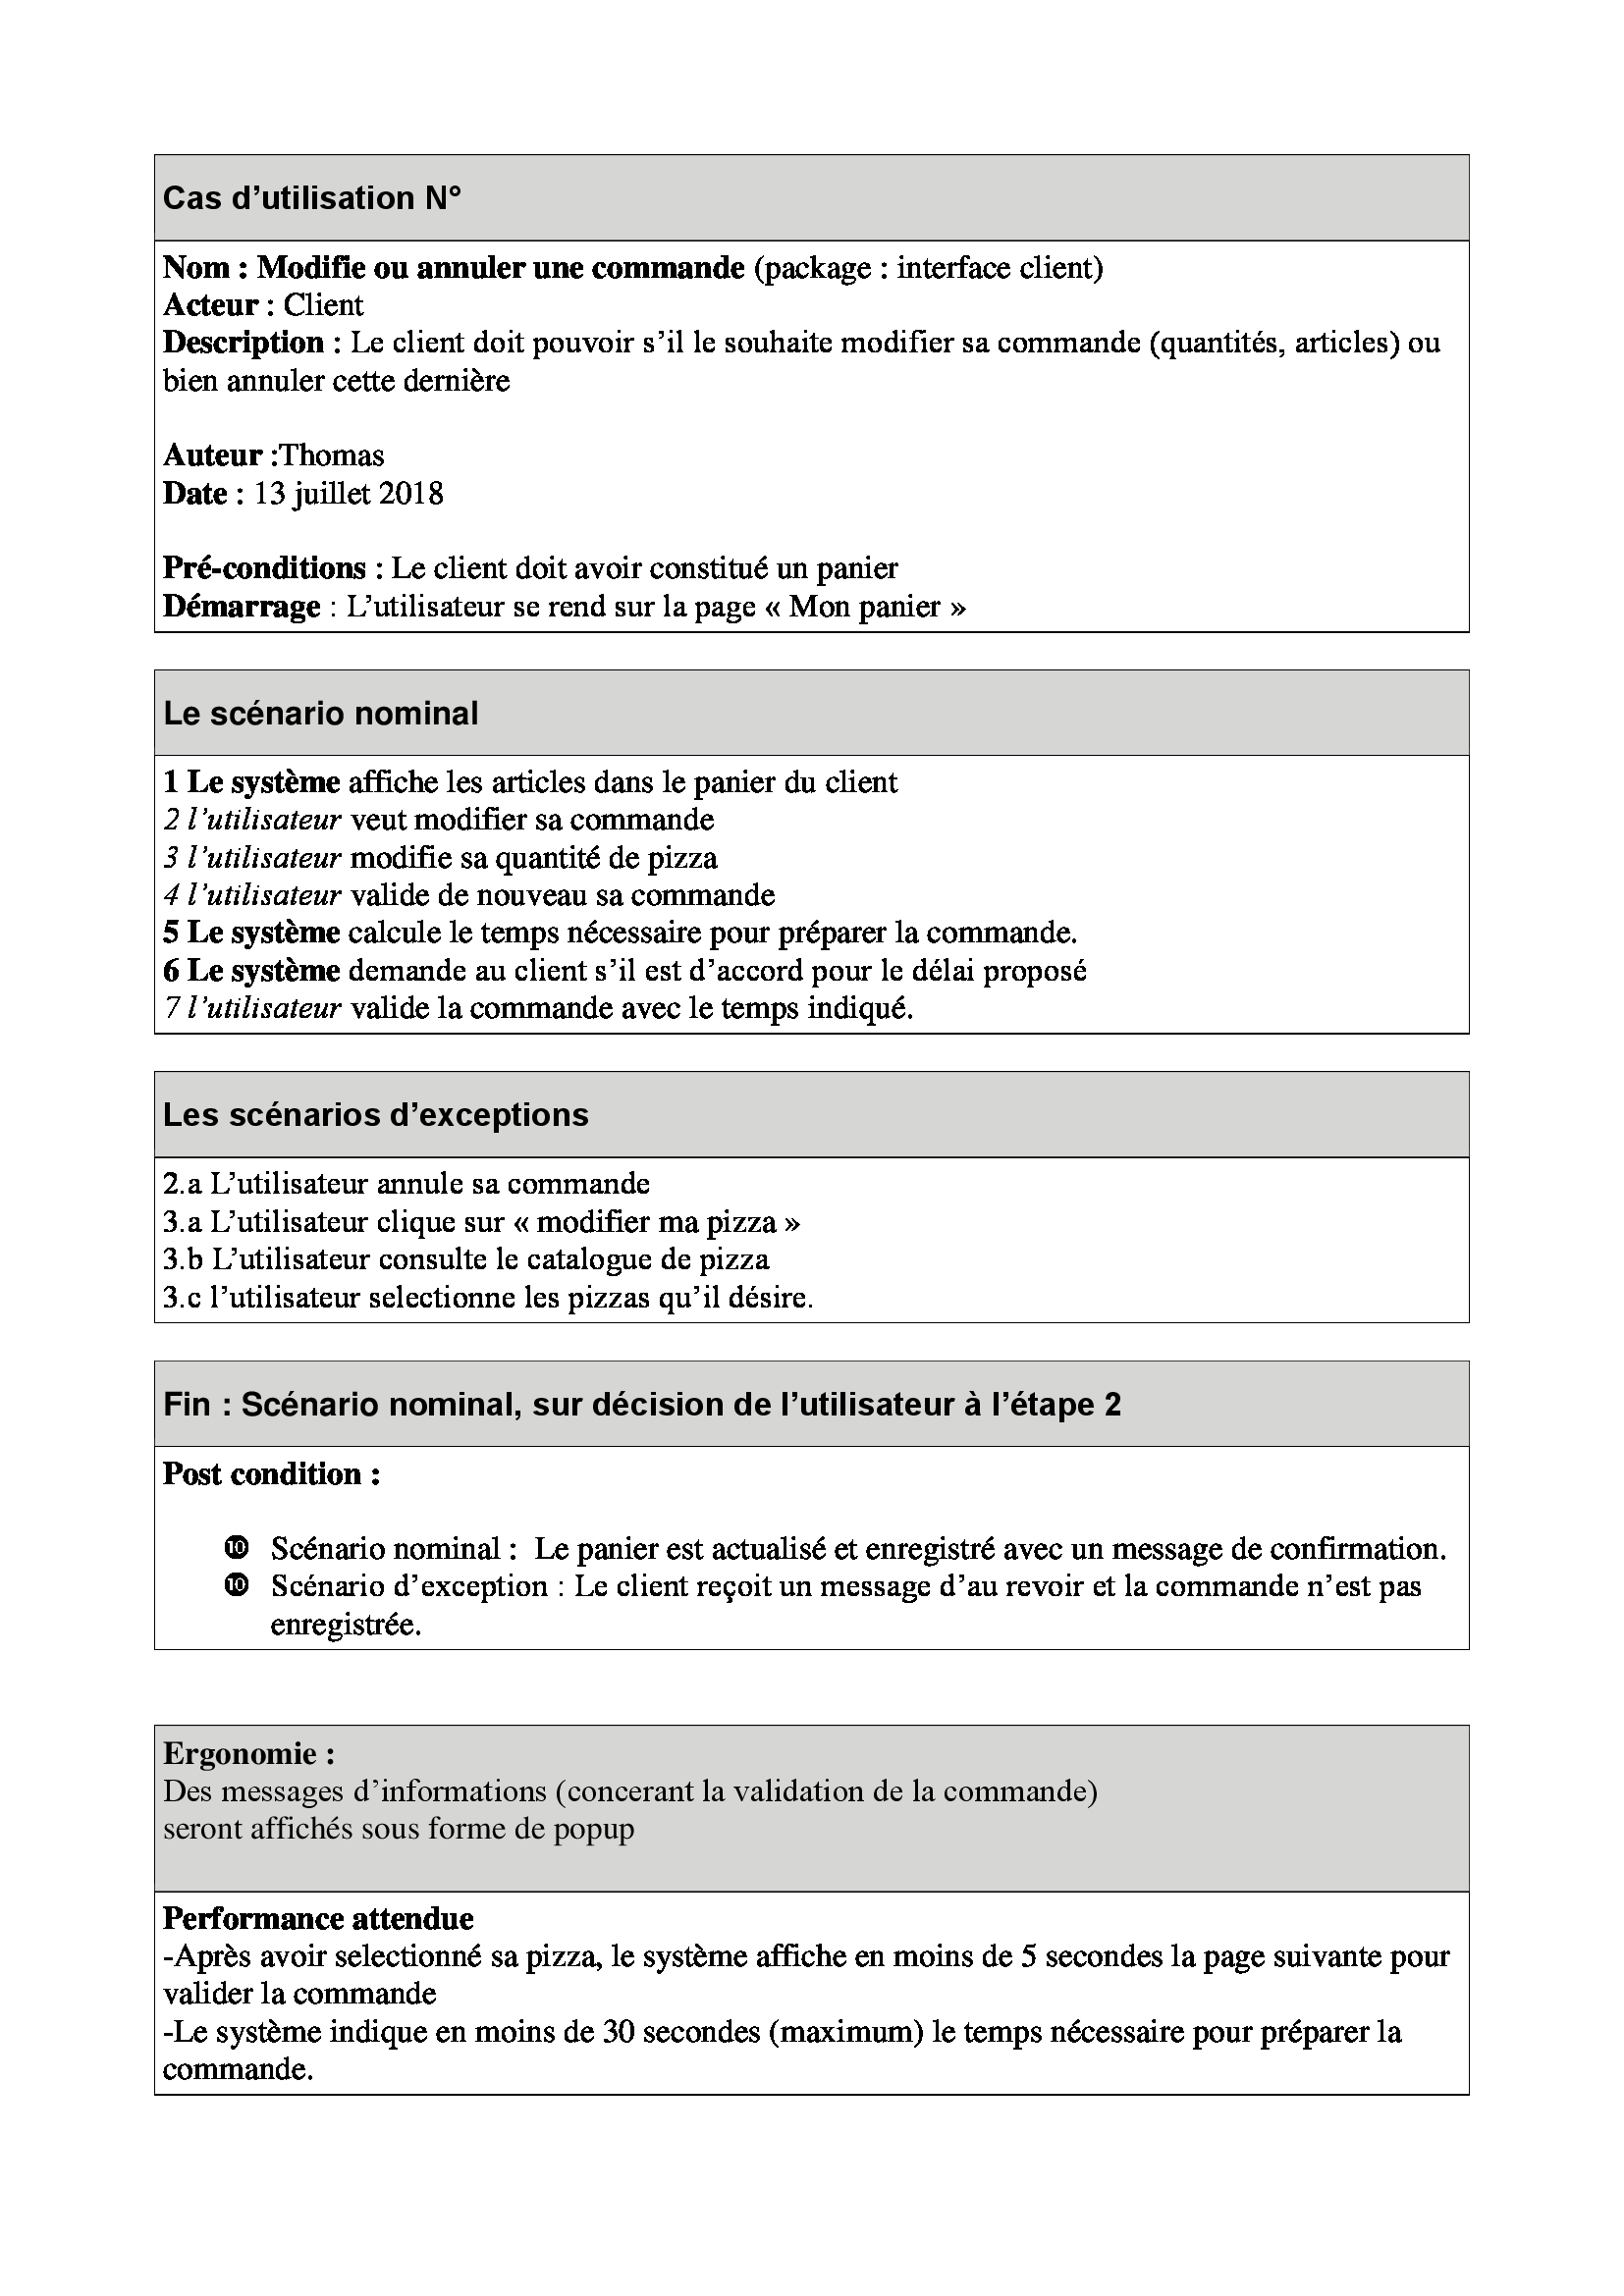 Cas d’utilisation N°
Nom : Modifie ou annuler une commande (package : interface client)
Acteur : Client
Description : Le client doit pouvoir s’il le souhaite modifier sa commande (quantités, articles) ou
bien annuler cette dernière
Auteur :Thomas
Date : 13 juillet 2018
Pré-conditions : Le client doit avoir constitué un panier
Démarrage : L’utilisateur se rend sur la page « Mon panier »
Le scénario nominal
1 Le système affiche les articles dans le panier du client
2 l’utilisateur veut modifier sa commande
3 l’utilisateur modifie sa quantité de pizza
4 l’utilisateur valide de nouveau sa commande
5 Le système calcule le temps nécessaire pour préparer la commande.
6 Le système demande au client s’il est d’accord pour le délai proposé
7 l’utilisateur valide la commande avec le temps indiqué.
Les scénarios d’exceptions
2.a L’utilisateur annule sa commande
3.a L’utilisateur clique sur « modifier ma pizza »
3.b L’utilisateur consulte le catalogue de pizza
3.c l’utilisateur selectionne les pizzas qu’il désire.
Fin : Scénario nominal, sur décision de l’utilisateur à l’étape 2
Post condition :
❿ Scénario nominal :  Le panier est actualisé et enregistré avec un message de confirmation.
❿ Scénario d’exception : Le client reçoit un message d’au revoir et la commande n’est pas
enregistrée.
Ergonomie :
Des messages d’informations (concerant la validation de la commande)
seront affichés sous forme de popup
Performance attendue
-Après avoir selectionné sa pizza, le système affiche en moins de 5 secondes la page suivante pour
valider la commande
-Le système indique en moins de 30 secondes (maximum) le temps nécessaire pour préparer la
commande.